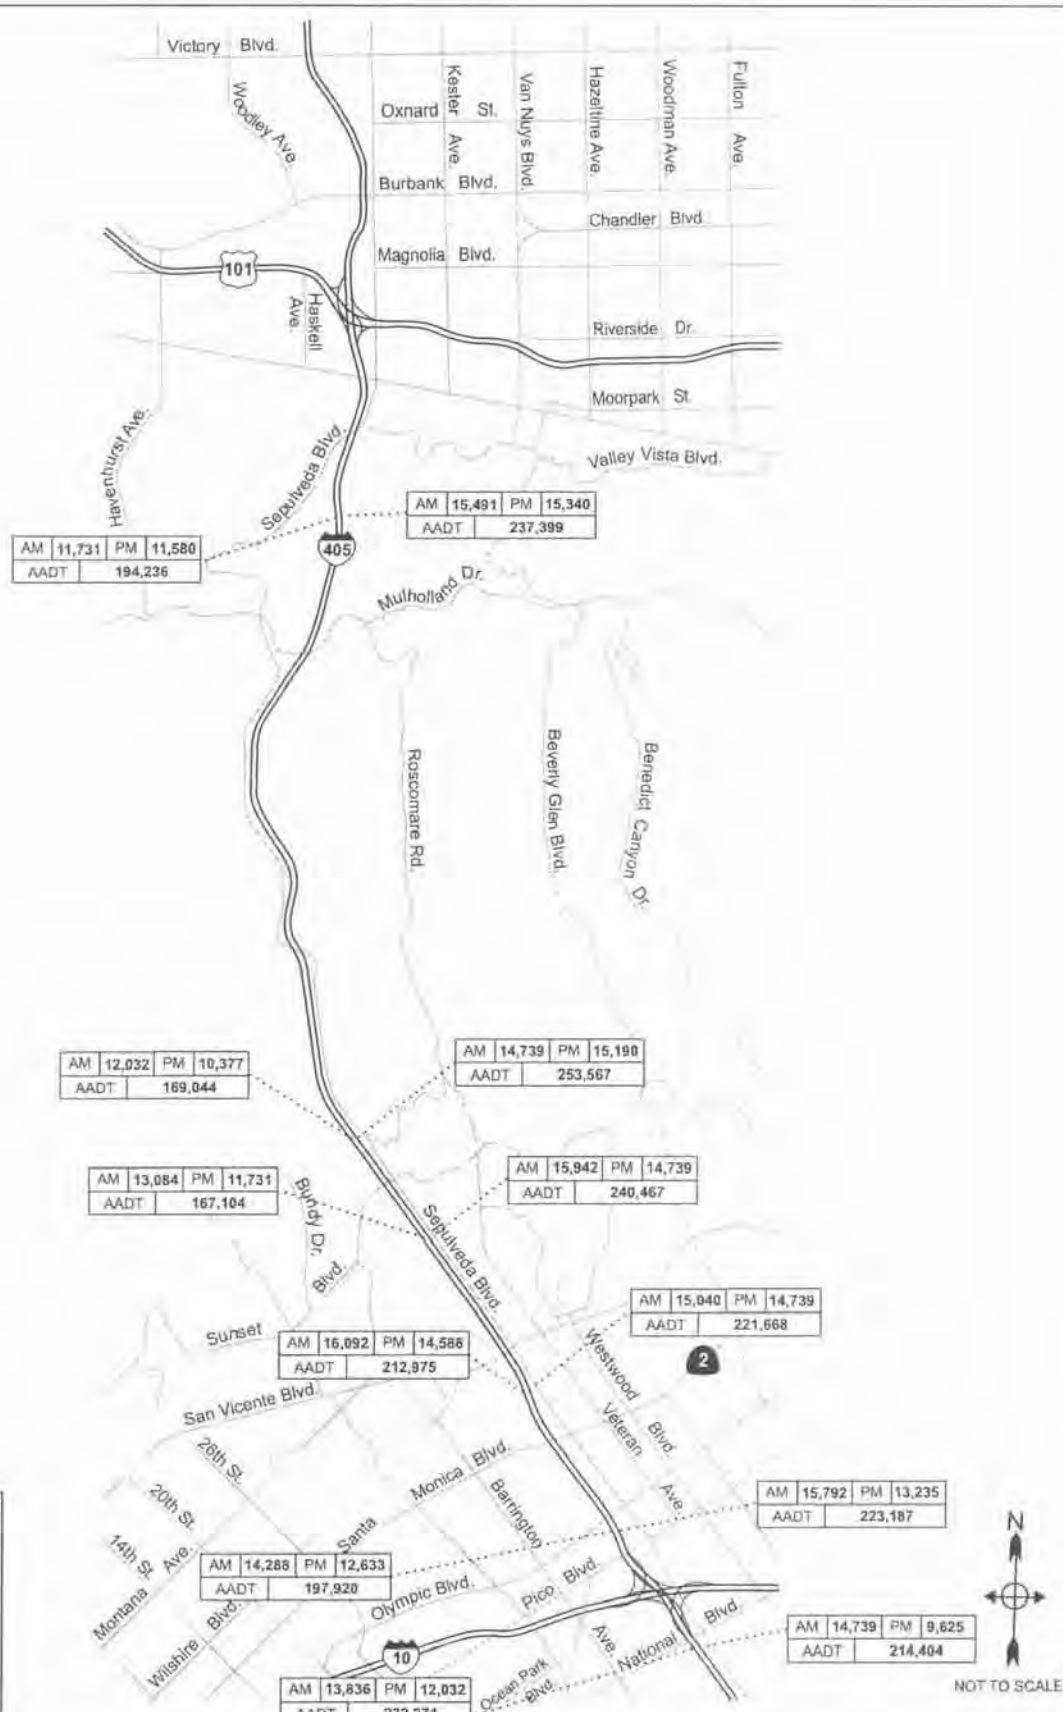 Victory Blvd.
Woodley Ave.
Oxnard St.
Kester Ave.
Van Nuys Blvd.
Hazeltine Ave.
Woodman Ave.
Fulton Ave.
Burbank Blvd.
Chandler Blvd
Magnolia Blvd.
101
Haskell Ave.
Riverside Dr.
Moorpark St
Havenhurst Ave.
Sepulveda Blvd.
Valley Vista Blvd.
AM 15,491 PM 15,340
AADT 237,399
AM 11,731 PM 11,580
AADT 194,236
405
Mulholland Dr.
Roscomare Rd.
Beverly Glen Blvd.
Benedict Canyon Dr.
AM 12,032 PM 10,377
AADT 169,044
AM 14,739 PM 15,190
AADT 253,567
AM 13,084 PM 11,731
AADT 167,104
AM 15,942 PM 14,739
AADT 240,467
Bundy Dr.
Sepulveda Blvd.
Sunset Blvd.
AM 15,040 PM 14,739
AADT 221,668
2
AM 16,092 PM 14,588
AADT 212,975
Westwood Blvd.
San Vicente Blvd.
Veteran Ave
26th St.
20th St.
14th St.
Santa Monica Blvd.
Barrington Ave
AM 15,792 PM 13,235
AADT 223,187
Montana Ave.
AM 14,288 PM 12,633
AADT 197,920
Olympic Blvd.
Pico Blvd.
Wilshire Blvd.
10
National Blvd.
AM 14,739 PM 9,625
AADT 214,404
Ocean Park Blvd
AM 13,836 PM 12,032
AADT
N
NOT TO SCALE